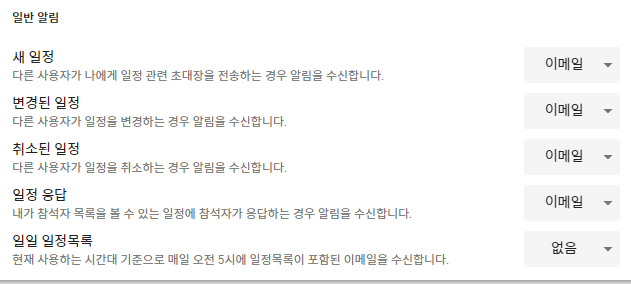 일반 알림
새 일정
이메일
다른 사용자가 나에게 일정 관련 초대장을 전송하는 경우 알림을 수신합니다.
변경된 일정
이메일
다른 사용자가 일정을 변경하는 경우 알림을 수신합니다.
취소된 일정
이메일
다른 사용자가 일정을 취소하는 경우 알림을 수신합니다.
일정 응답
이메일
내가 참석자 목록을 볼 수 있는 일정에 참석자가 응답하는 경우 알림을 수신합니다.
일일 일정목록
없음
현재 사용하는 시간대 기준으로 매일 오전 5시에 일정목록이 포함된 이메일을 수신합니다.